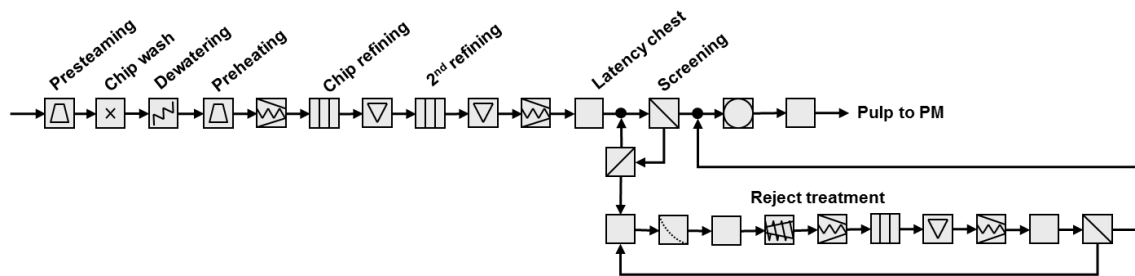 Presteaming
Chip wash
Dewatering
Preheating
Chip refining
2nd refining
Latency chest
Screening
Pulp to PM
Reject treatment